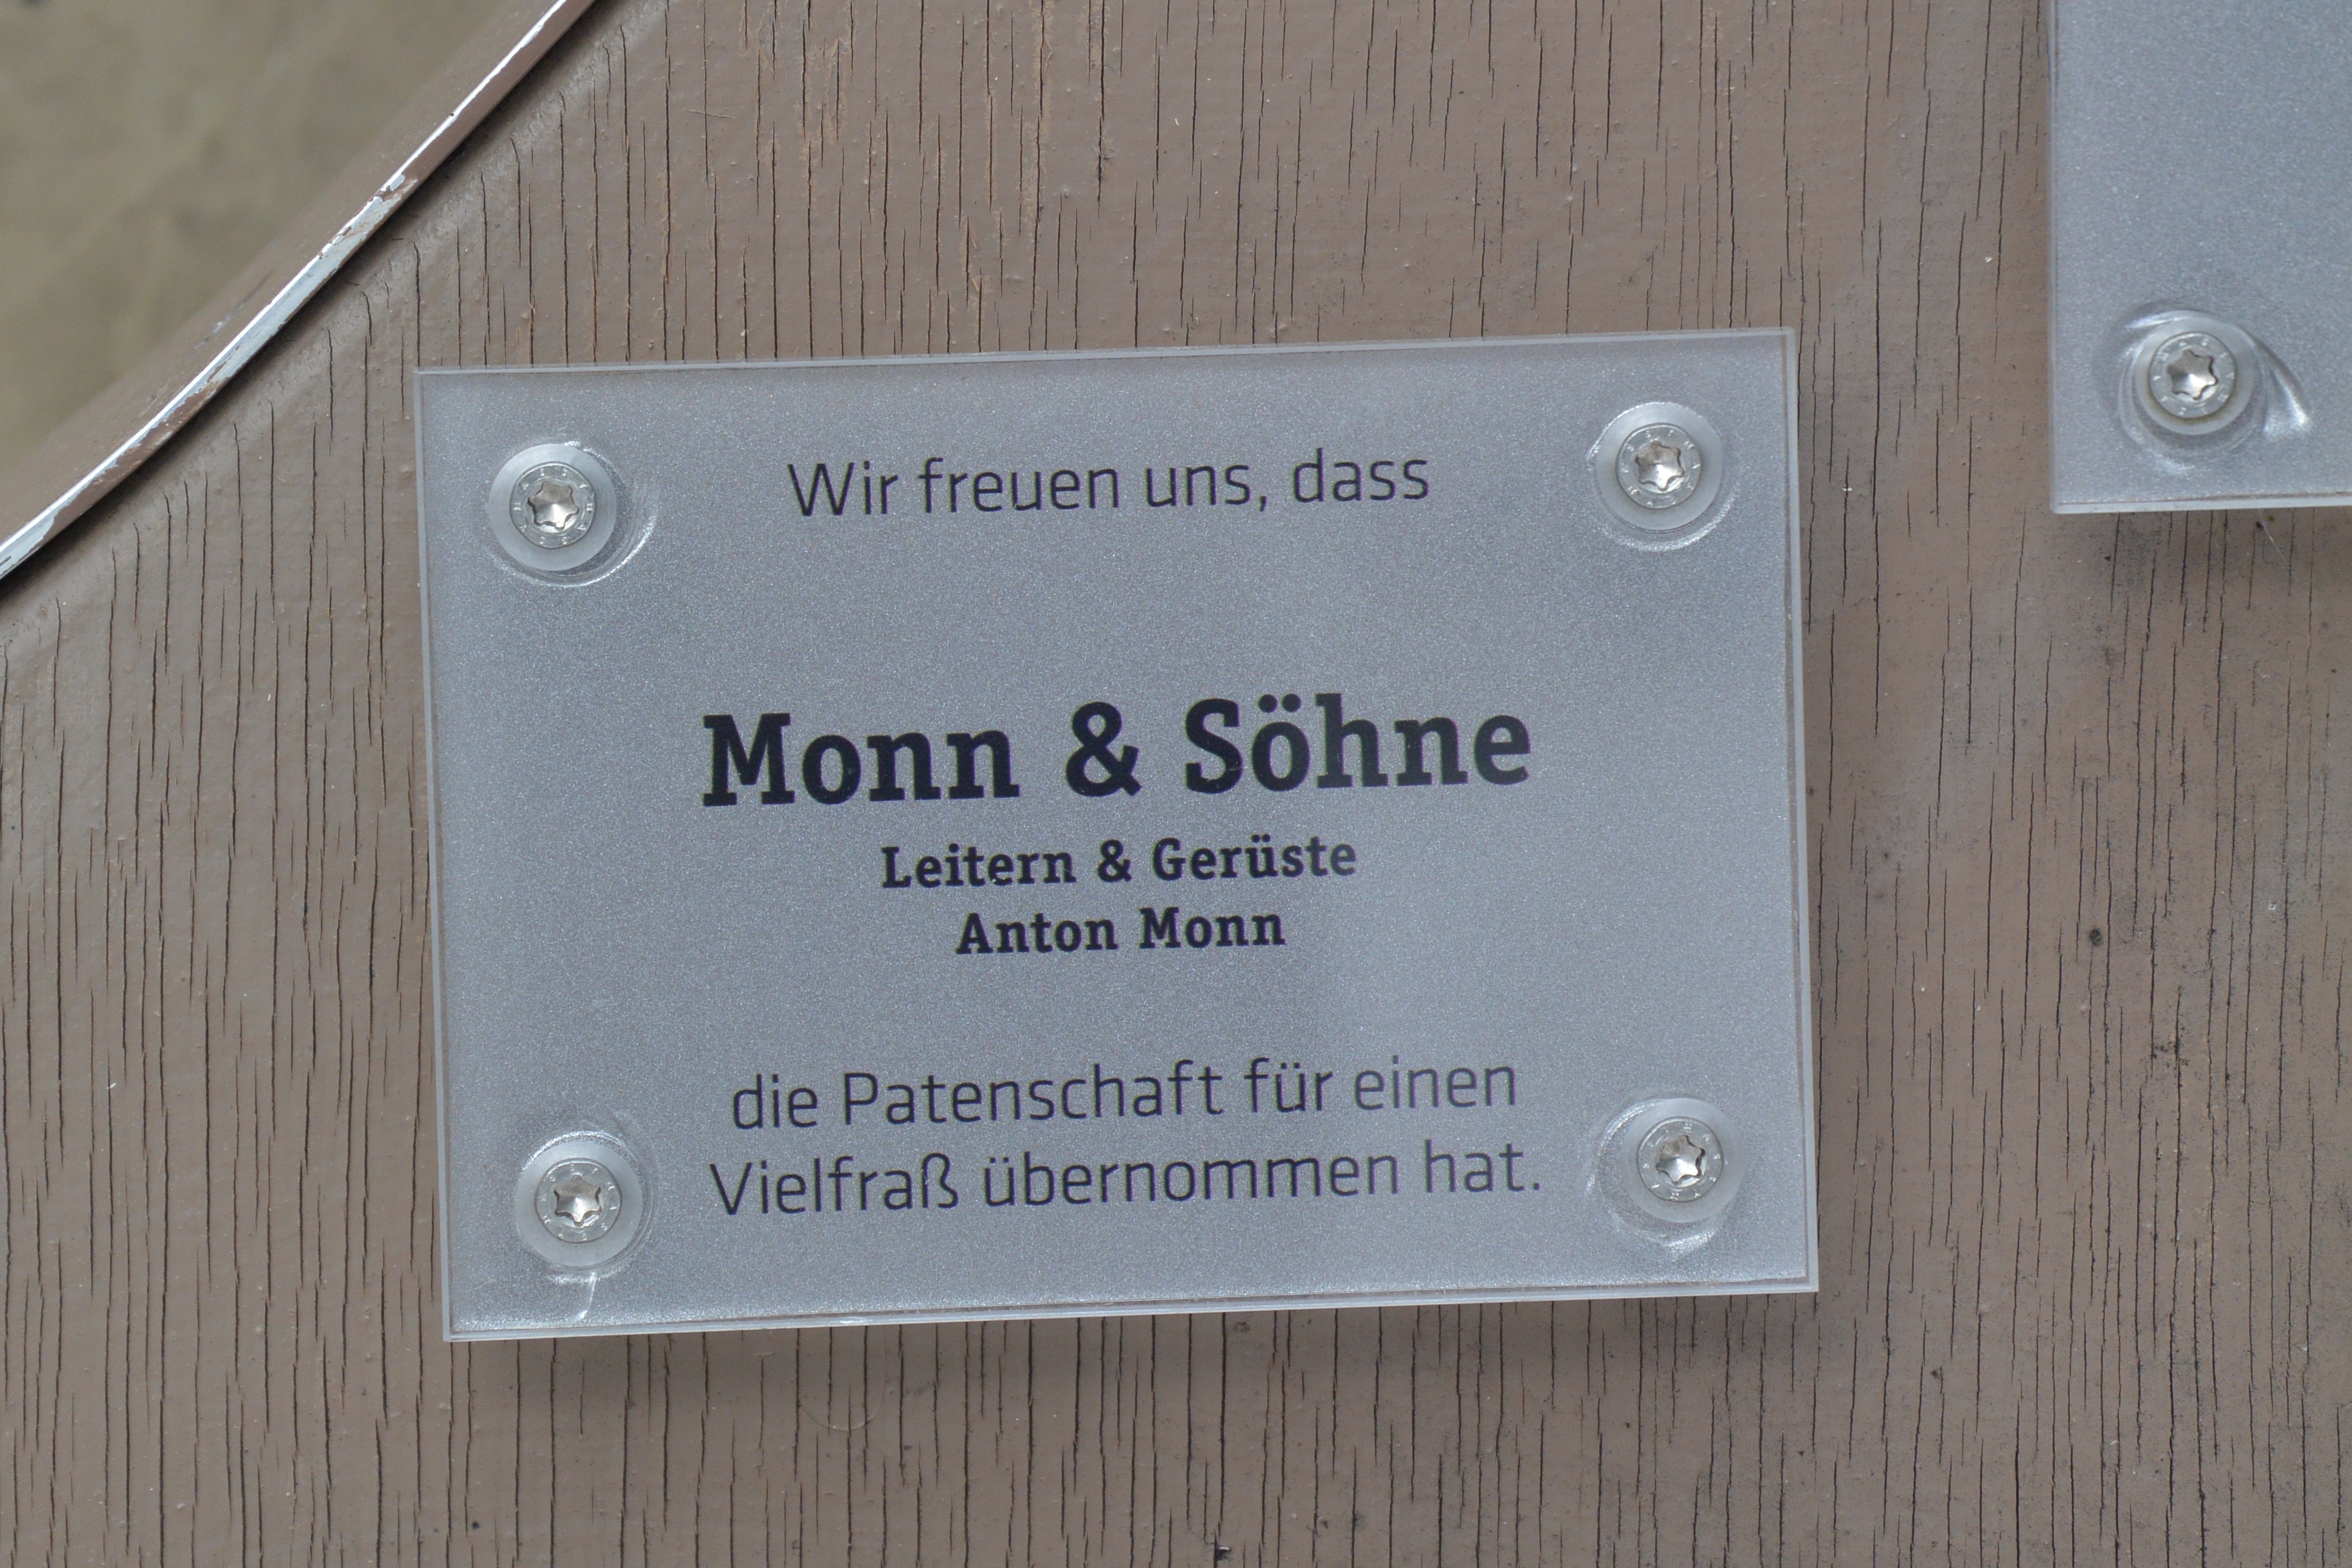 Wir freuen uns, dass
Monn & Söhne
Leitern & Gerüste
Anton Monn
die Patenschaft für einen
Vielfraß übernommen hat.